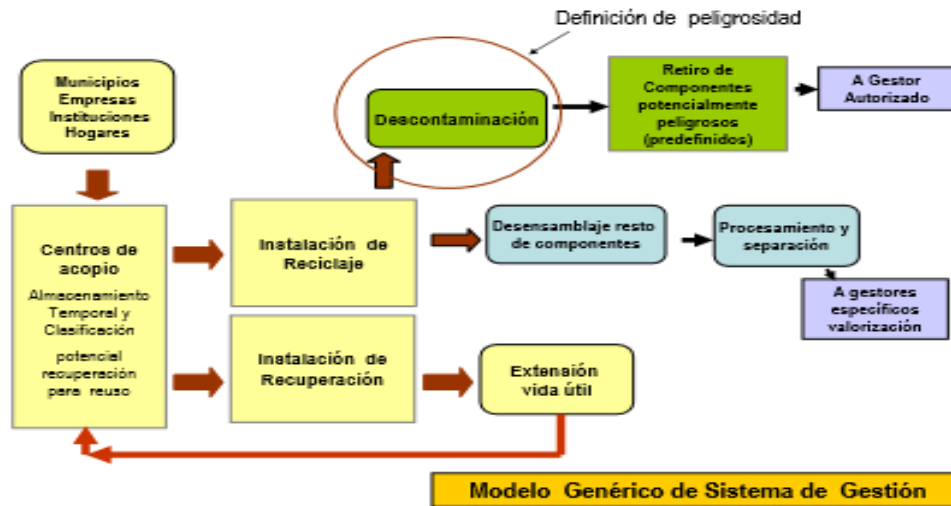 Definición de peligrosidad
Municipios
Empresas
Instituciones
Hogares
Descontaminación
Retiro de
Componentes
potencialmente
peligrosos
(predefinidos)
A Gestor
Autorizado
Centros de
acopio
Almacenamiento
Temporal y
Clasificación
potencial
recuperación
para reuso
Instalación de
Reciclaje
Desensamblaje resto
de componentes
Procesamiento y
separación
A gestores
específicos
valorización
Instalación de
Recuperación
Extensión
vida útil
Modelo Genérico de Sistema de Gestión